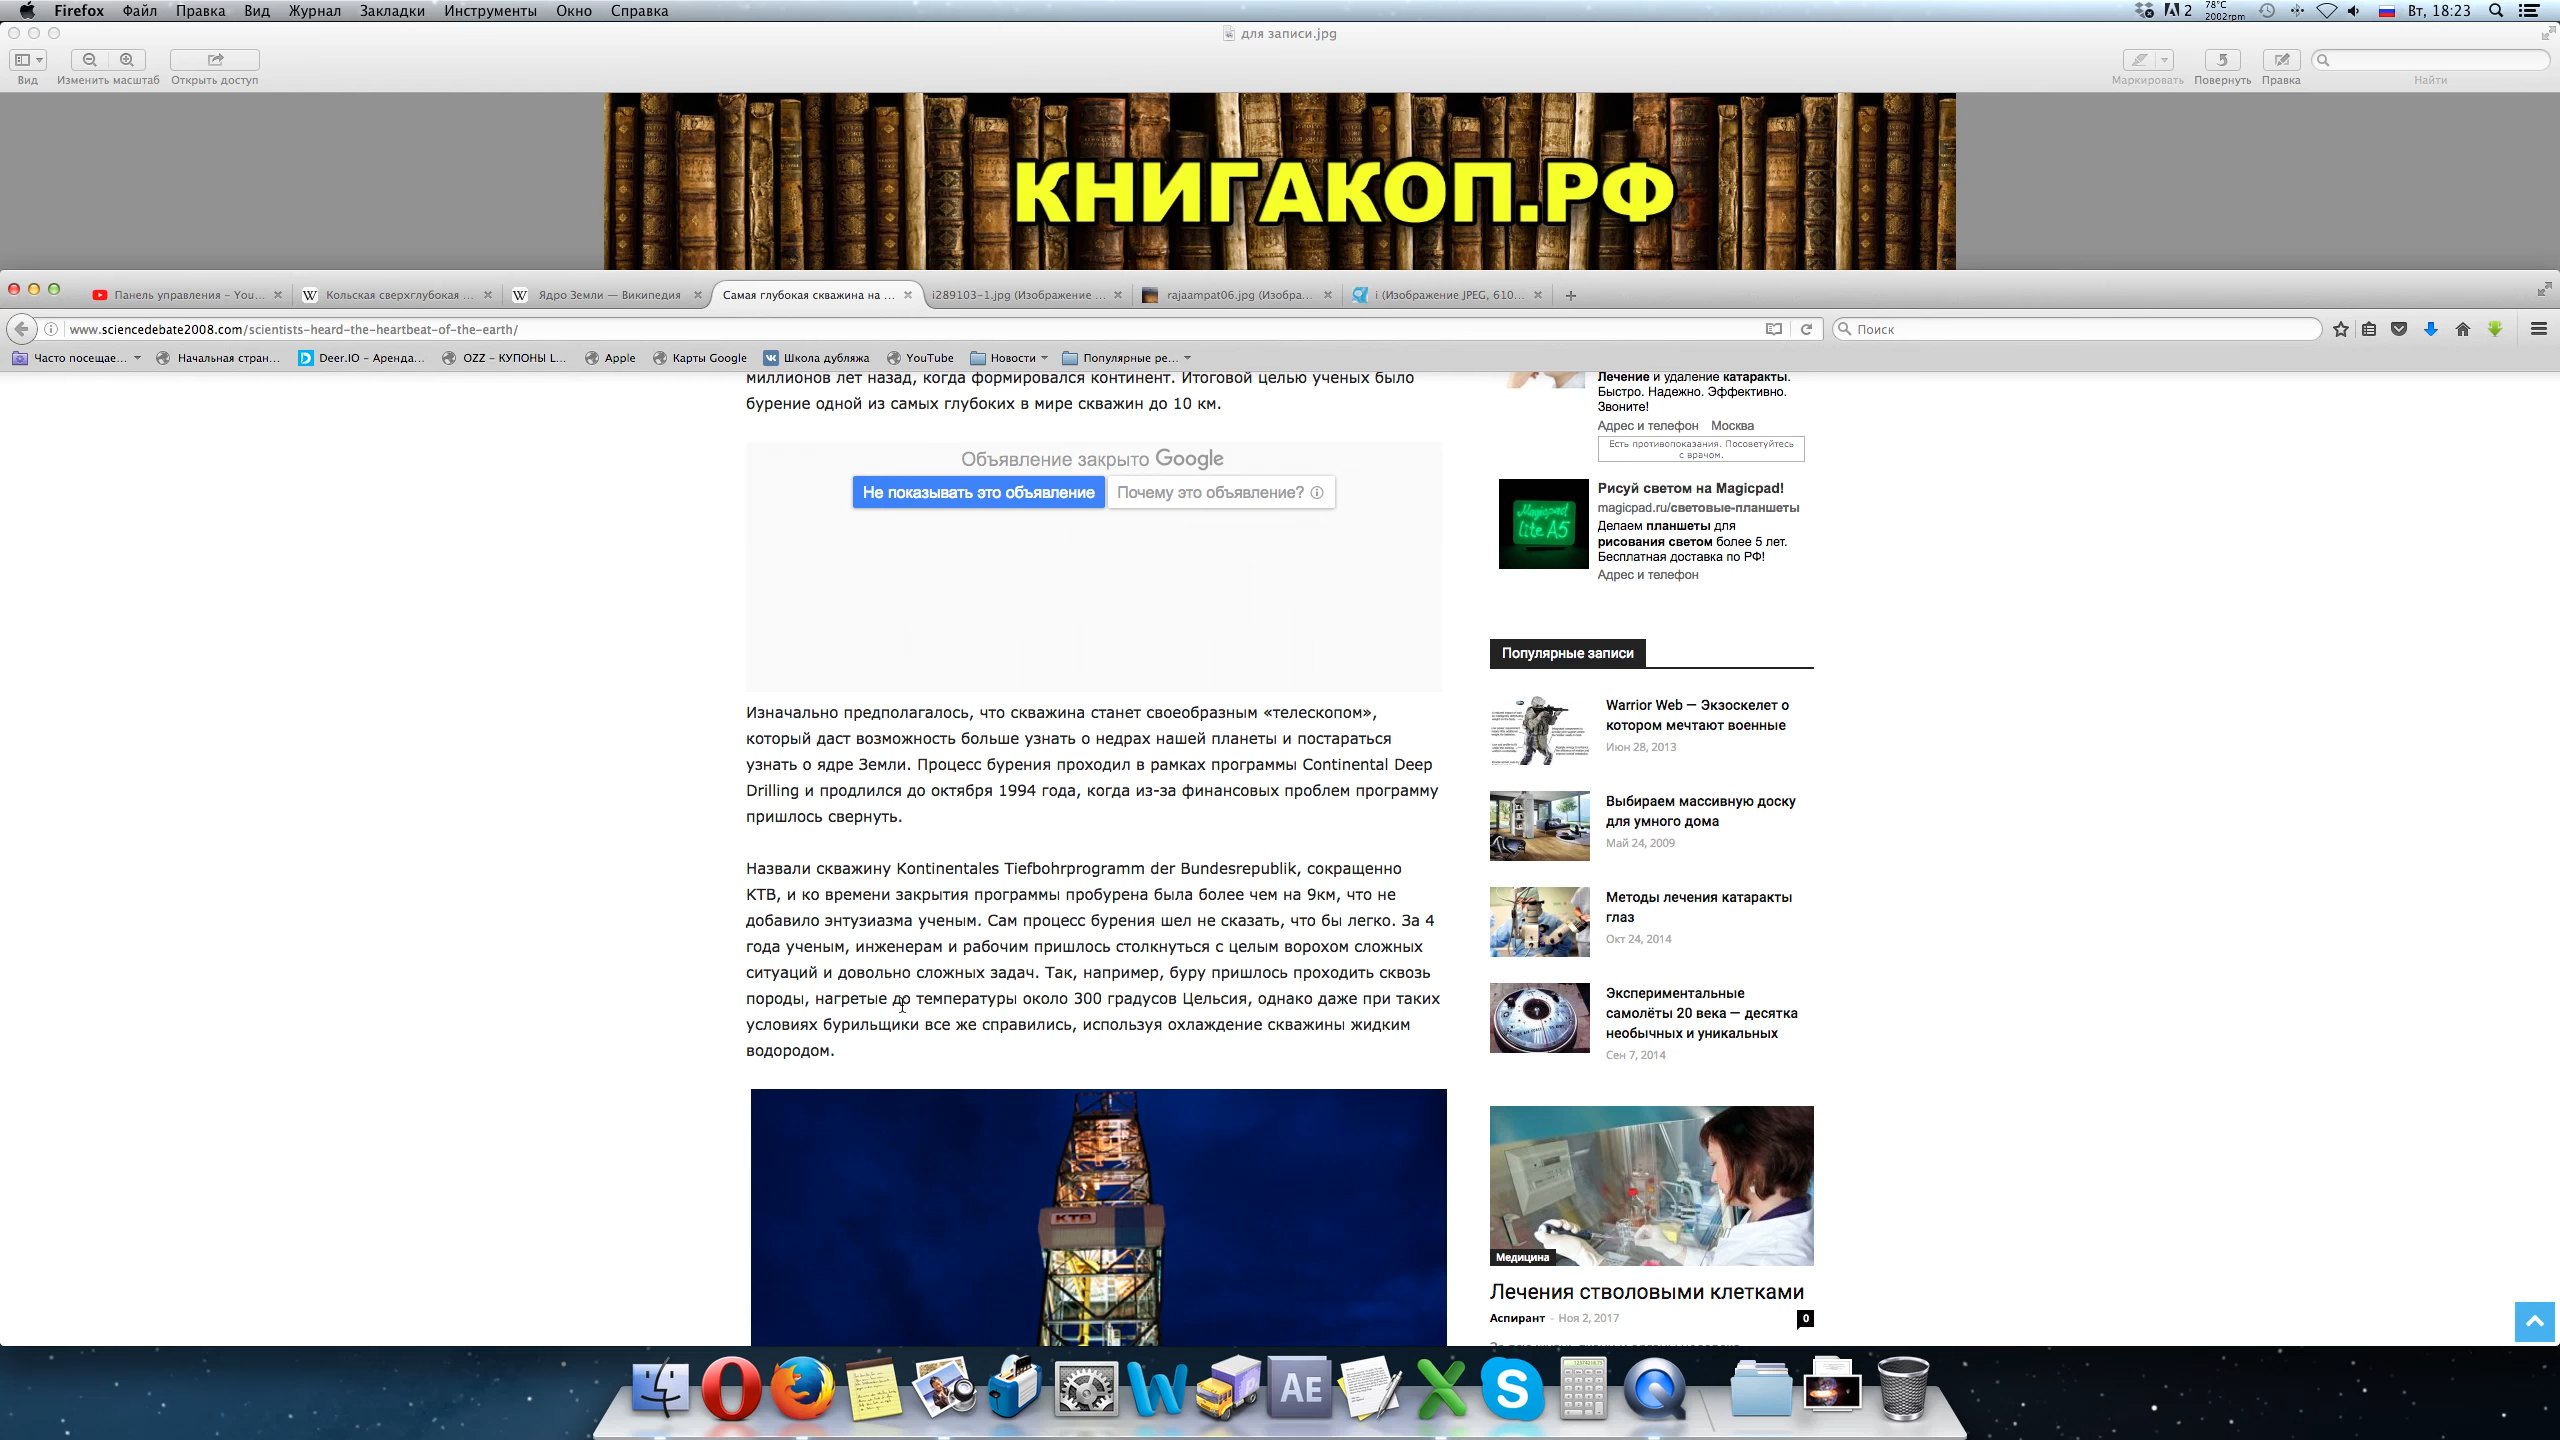 Firefox Файл Правка Вид Журнал Закладки Инструменты Окно Справка
2 78°C 2002rpm Вт, 18:23
для записи.jpg
Вид Изменить масштаб Открыть доступ
Маркировать Повернуть Правка Найти
КНИГАКОП.РФ
Панель управления – You... Кольская сверхглубокая ... Ядро Земли — Википедия Самая глубокая скважина на ... i289103-1.jpg (Изображение ... rajaampat06.jpg (Изобра... i (Изображение JPEG, 610...
www.sciencedebate2008.com/scientists-heard-the-heartbeat-of-the-earth/ Поиск
Часто посещае... Начальная стран... Deer.IO – Аренда... OZZ – КУПОНЫ L... Apple Карты Google Школа дубляжа YouTube Новости Популярные ре...
миллионов лет назад, когда формировался континент. Итоговой целью ученых было
бурение одной из самых глубоких в мире скважин до 10 км.
Объявление закрыто Google
Не показывать это объявление Почему это объявление?
Изначально предполагалось, что скважина станет своеобразным «телескопом»,
который даст возможность больше узнать о недрах нашей планеты и постараться
узнать о ядре Земли. Процесс бурения проходил в рамках программы Continental Deep
Drilling и продлился до октября 1994 года, когда из-за финансовых проблем программу
пришлось свернуть.
Назвали скважину Kontinentales Tiefbohrprogramm der Bundesrepublik, сокращенно
KTB, и ко времени закрытия программы пробурена была более чем на 9км, что не
добавило энтузиазма ученым. Сам процесс бурения шел не сказать, что бы легко. За 4
года ученым, инженерам и рабочим пришлось столкнуться с целым ворохом сложных
ситуаций и довольно сложных задач. Так, например, буру пришлось проходить сквозь
породы, нагретые до температуры около 300 градусов Цельсия, однако даже при таких
условиях бурильщики все же справились, используя охлаждение скважины жидким
водородом.
KTB
Лечение и удаление катаракты.
Быстро. Надежно. Эффективно.
Звоните!
Адрес и телефон Москва
Есть противопоказания. Посоветуйтесь
с врачом.
Magicpad
lite A5
Рисуй светом на Magicpad!
magicpad.ru/световые-планшеты
Делаем планшеты для
рисования светом более 5 лет.
Бесплатная доставка по РФ!
Адрес и телефон
Популярные записи
Warrior Web — Экзоскелет о
котором мечтают военные
Июн 28, 2013
Выбираем массивную доску
для умного дома
Май 24, 2009
Методы лечения катаракты
глаз
Окт 24, 2014
Экспериментальные
самолёты 20 века — десятка
необычных и уникальных
Сен 7, 2014
Медицина
Лечения стволовыми клетками
Аспирант - Ноя 2, 2017 0
AE